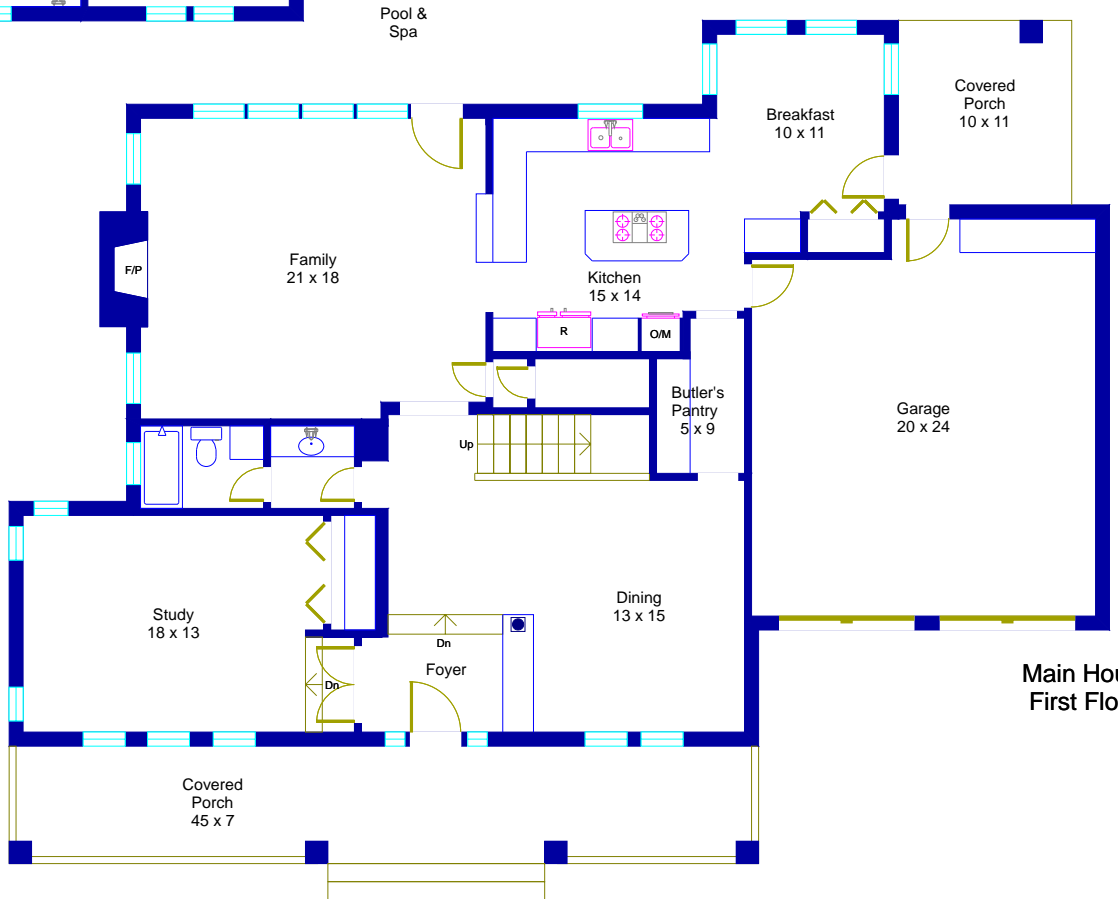 Pool &
Spa
Covered
Porch
10 x 11
Breakfast
10 x 11
Family
21 x 18
F/P
Kitchen
15 x 14
R
O/M
Butler's
Pantry
5 x 9
Garage
20 x 24
Up
Study
18 x 13
Dining
13 x 15
Dn
Foyer
Dn
Main Hou
First Flo
Covered
Porch
45 x 7